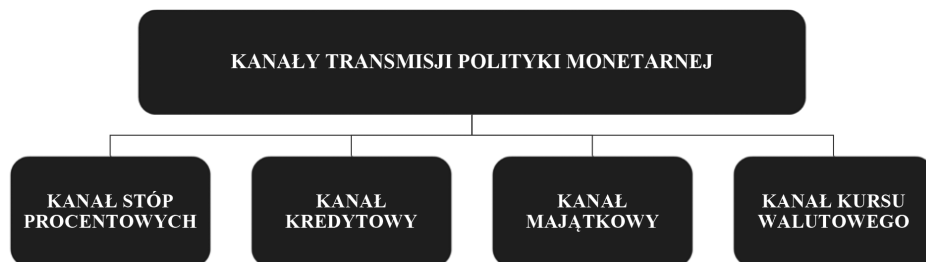 KANAŁY TRANSMISJI POLITYKI MONETARNEJ
KANAŁ STÓP
PROCENTOWYCH
KANAŁ
KREDYTOWY
KANAŁ
MAJĄTKOWY
KANAŁ KURSU
WALUTOWEGO